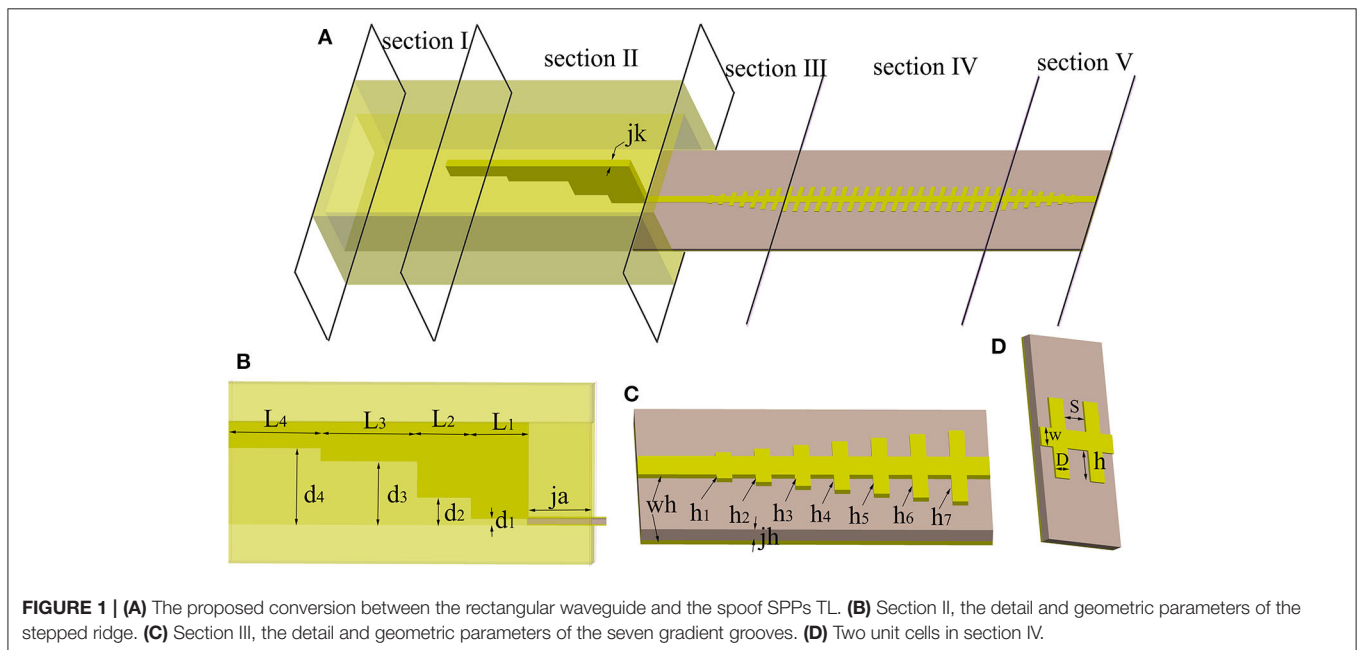 A
section I
section II
section III
section IV
section V
jk
B
L4
L3
L2
L1
d4
d3
d2
d1
ja
C
wh
h1
h2
h3
h4
h5
h6
h7
jh
D
S
w
D
h
FIGURE 1 | (A) The proposed conversion between the rectangular waveguide and the spoof SPPs TL. (B) Section II, the detail and geometric parameters of the
stepped ridge. (C) Section III, the detail and geometric parameters of the seven gradient grooves. (D) Two unit cells in section IV.